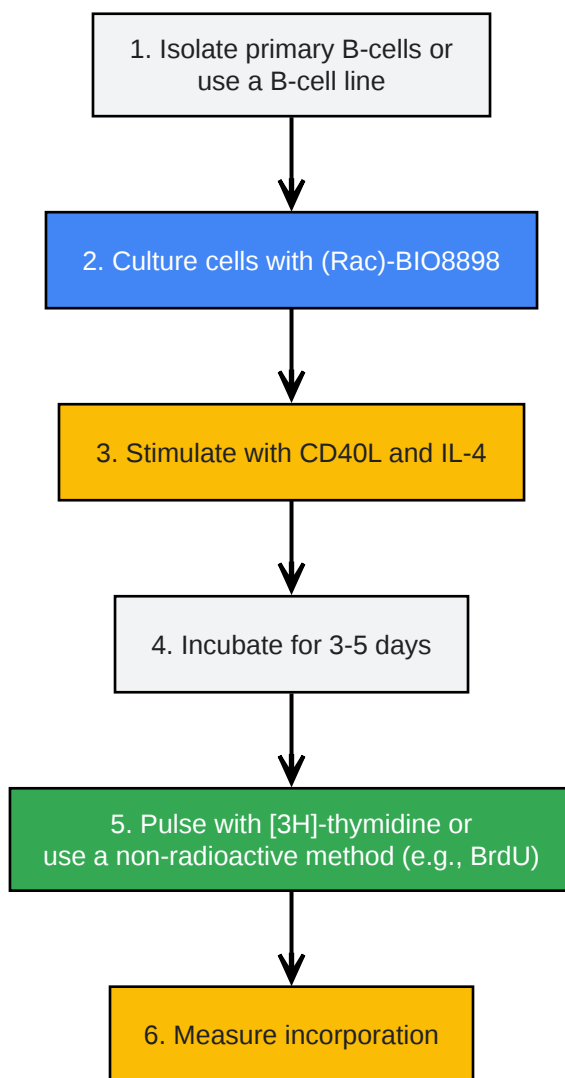 1. Isolate primary B-cells or
use a B-cell line
2. Culture cells with (Rac)-BIO8898
3. Stimulate with CD40L and IL-4
4. Incubate for 3-5 days
5. Pulse with [3H]-thymidine or
use a non-radioactive method (e.g., BrdU)
6. Measure incorporation